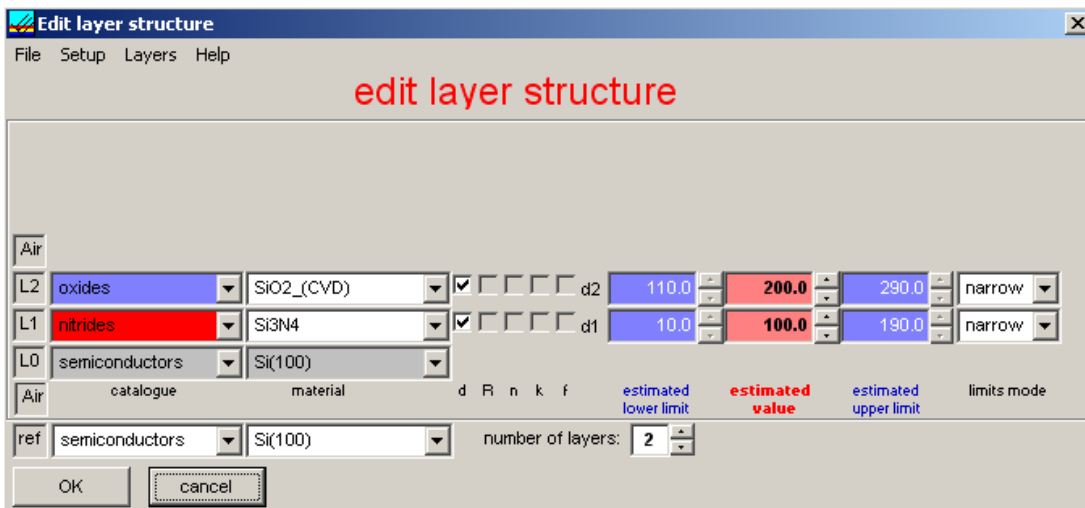 Edit layer structure
File Setup Layers Help
edit layer structure
Air
L2 oxides SiO2_(CVD) d2 110.0 200.0 290.0 narrow
L1 nitrides Si3N4 d1 10.0 100.0 190.0 narrow
L0 semiconductors Si(100)
Air catalogue material d R n k f estimated lower limit estimated value estimated upper limit limits mode
ref semiconductors Si(100) number of layers: 2
OK cancel